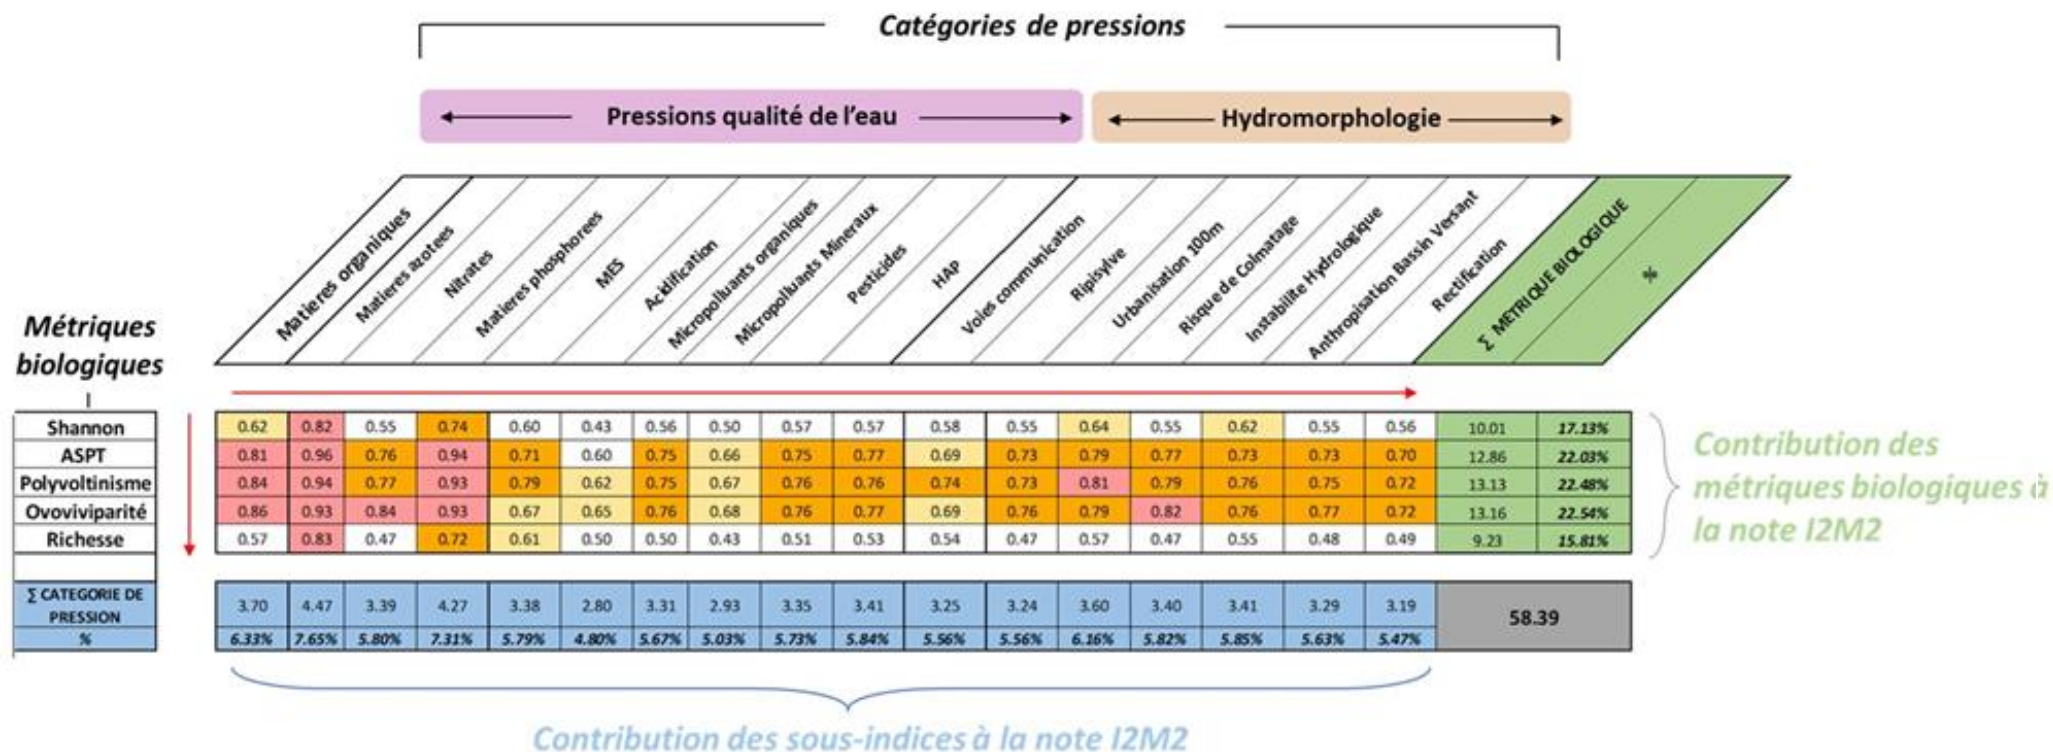 Catégories de pressions
Pressions qualité de l'eau
Hydromorphologie
Matieres organiques
Matieres azotees
Nitrates
Matieres phosphorees
MES
Acidification
Micropolluants organiques
Micropolluants Mineraux
Pesticides
HAP
Voies communication
Ripisylve
Urbanisation 100m
Risque de Colmatage
Instabilite Hydrologique
Anthropisation Bassin Versant
Rectification
∑ METRIQUE BIOLOGIQUE
%
Métriques
biologiques
Shannon 0.62 0.82 0.55 0.74 0.60 0.43 0.56 0.50 0.57 0.57 0.58 0.55 0.64 0.55 0.62 0.55 0.56 10.01 17.13%
ASPT 0.81 0.96 0.76 0.94 0.71 0.60 0.75 0.66 0.75 0.77 0.69 0.73 0.79 0.77 0.73 0.73 0.70 12.86 22.03%
Polyvoltinisme 0.84 0.94 0.77 0.93 0.79 0.62 0.75 0.67 0.76 0.76 0.74 0.73 0.81 0.79 0.76 0.75 0.72 13.13 22.48%
Ovoviviparité 0.86 0.93 0.84 0.93 0.67 0.65 0.76 0.68 0.76 0.77 0.69 0.76 0.79 0.82 0.76 0.77 0.72 13.16 22.54%
Richesse 0.57 0.83 0.47 0.72 0.61 0.50 0.50 0.43 0.51 0.53 0.54 0.47 0.57 0.47 0.55 0.48 0.49 9.23 15.81%
Contribution des
métriques biologiques à
la note I2M2
∑ CATEGORIE DE
PRESSION
3.70 4.47 3.39 4.27 3.38 2.80 3.31 2.93 3.35 3.41 3.25 3.24 3.60 3.40 3.41 3.29 3.19 58.39
% 6.33% 7.65% 5.80% 7.31% 5.79% 4.80% 5.67% 5.03% 5.73% 5.84% 5.56% 5.56% 6.16% 5.82% 5.85% 5.63% 5.47%
Contribution des sous-indices à la note I2M2